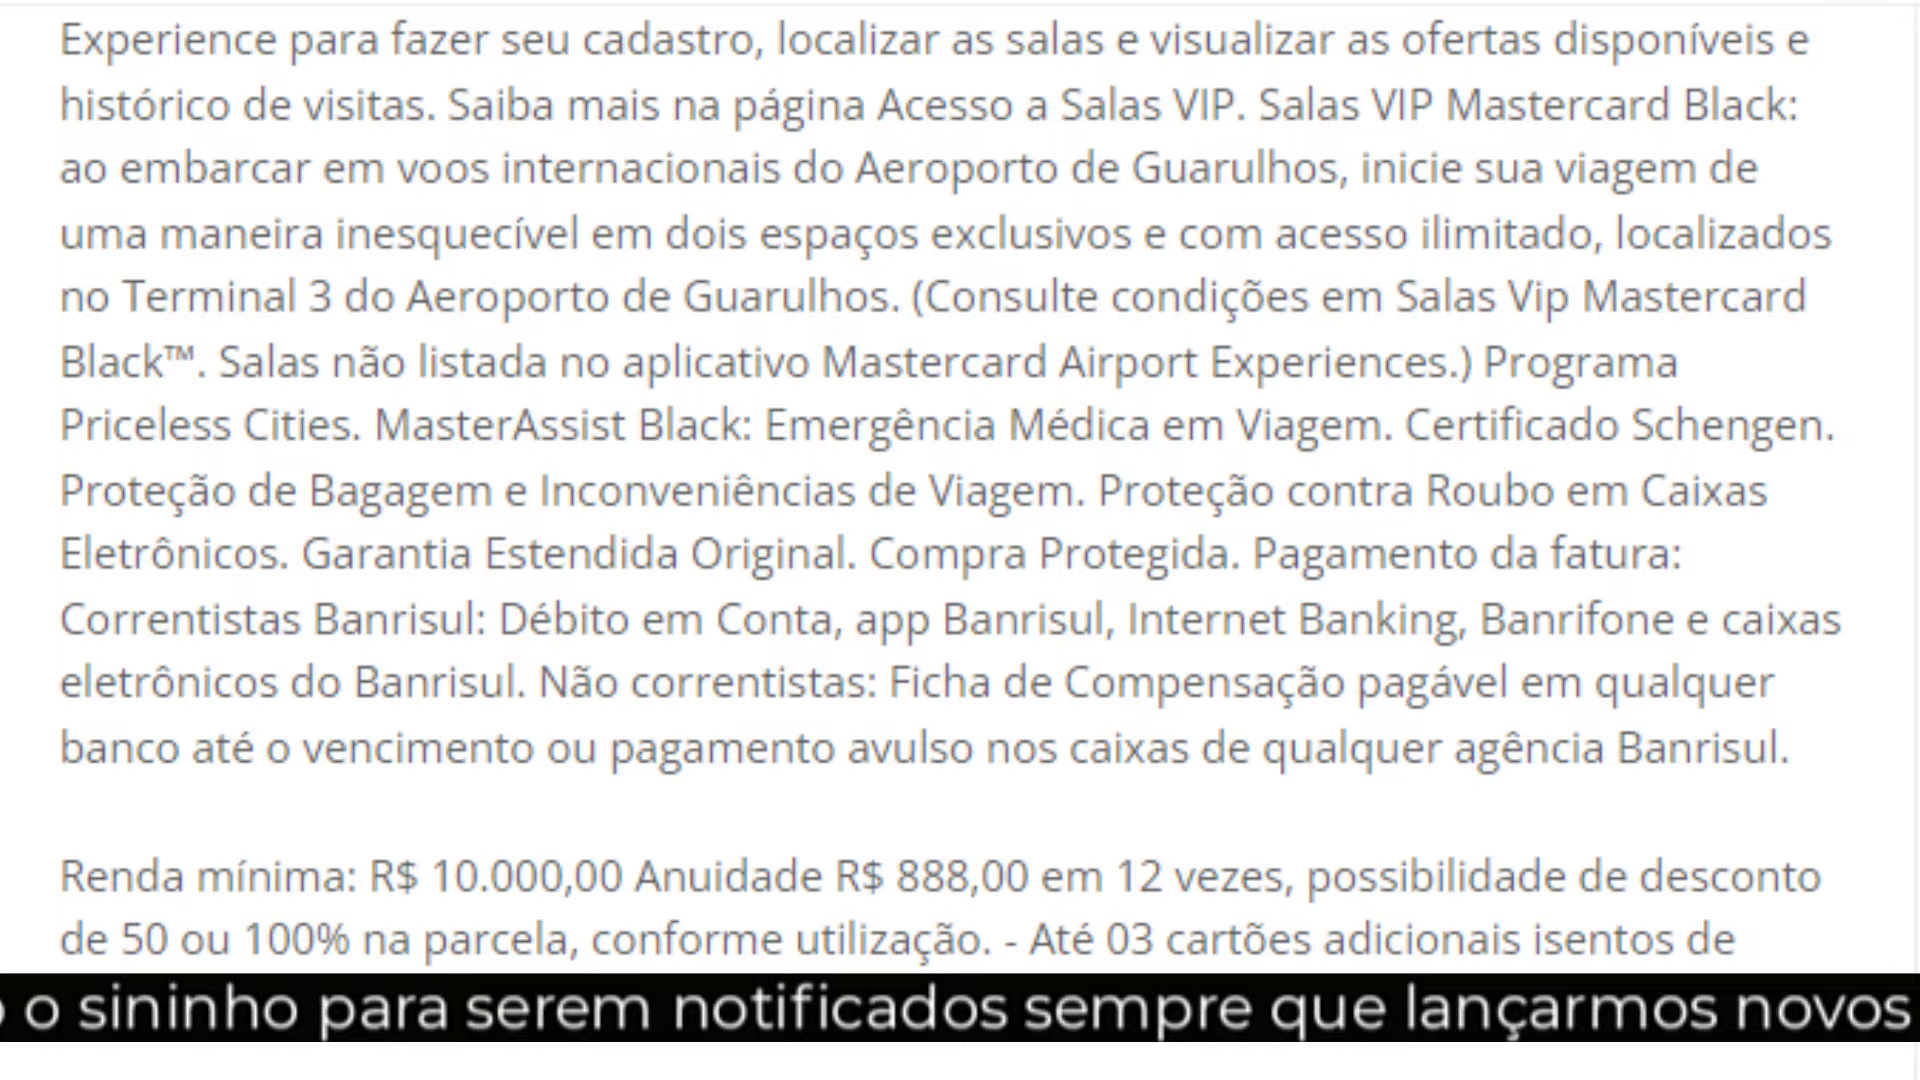 Experience para fazer seu cadastro, localizar as salas e visualizar as ofertas disponíveis e
histórico de visitas. Saiba mais na página Acesso a Salas VIP. Salas VIP Mastercard Black:
ao embarcar em voos internacionais do Aeroporto de Guarulhos, inicie sua viagem de
uma maneira inesquecível em dois espaços exclusivos e com acesso ilimitado, localizados
no Terminal 3 do Aeroporto de Guarulhos. (Consulte condições em Salas Vip Mastercard
Black™. Salas não listada no aplicativo Mastercard Airport Experiences.) Programa
Priceless Cities. MasterAssist Black: Emergência Médica em Viagem. Certificado Schengen.
Proteção de Bagagem e Inconveniências de Viagem. Proteção contra Roubo em Caixas
Eletrônicos. Garantia Estendida Original. Compra Protegida. Pagamento da fatura:
Correntistas Banrisul: Débito em Conta, app Banrisul, Internet Banking, Banrifone e caixas
eletrônicos do Banrisul. Não correntistas: Ficha de Compensação pagável em qualquer
banco até o vencimento ou pagamento avulso nos caixas de qualquer agência Banrisul.
Renda mínima: R$ 10.000,00 Anuidade R$ 888,00 em 12 vezes, possibilidade de desconto
de 50 ou 100% na parcela, conforme utilização. - Até 03 cartões adicionais isentos de
o sininho para serem notificados sempre que lançarmos novos